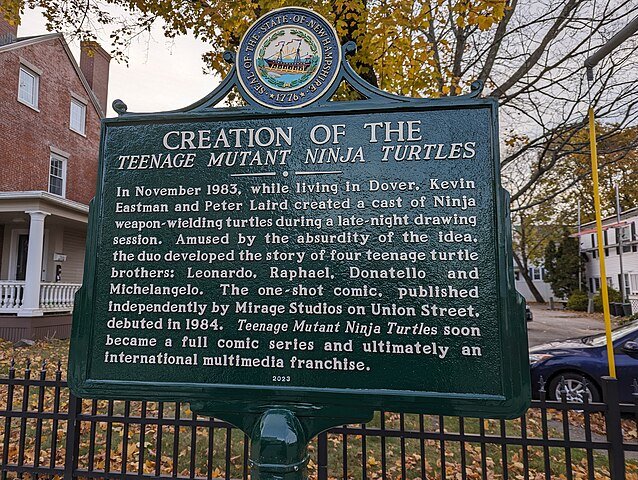 SEAL OF THE STATE OF NEW HAMPSHIRE
1776
CREATION OF THE
TEENAGE MUTANT NINJA TURTLES
In November 1983, while living in Dover, Kevin
Eastman and Peter Laird created a cast of Ninja
weapon-wielding turtles during a late-night drawing
session. Amused by the absurdity of the idea,
the duo developed the story of four teenage turtle
brothers: Leonardo, Raphael, Donatello and
Michelangelo. The one-shot comic, published
independently by Mirage Studios on Union Street,
debuted in 1984. Teenage Mutant Ninja Turtles soon
became a full comic series and ultimately an
international multimedia franchise.
2023